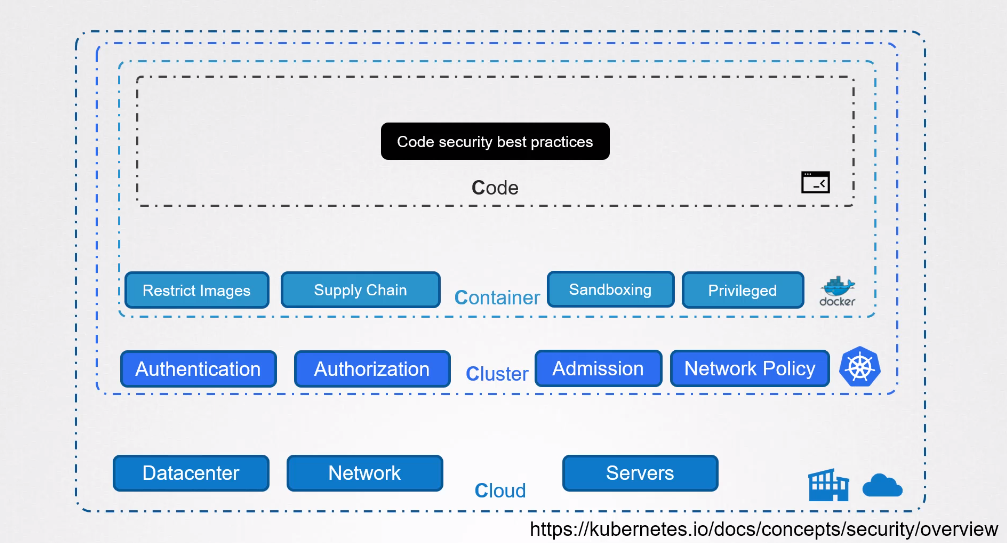 Code security best practices
Code
Restrict Images
Supply Chain
Container
Sandboxing
Privileged
docker
Authentication
Authorization
Cluster
Admission
Network Policy
Datacenter
Network
Cloud
Servers
https://kubernetes.io/docs/concepts/security/overview